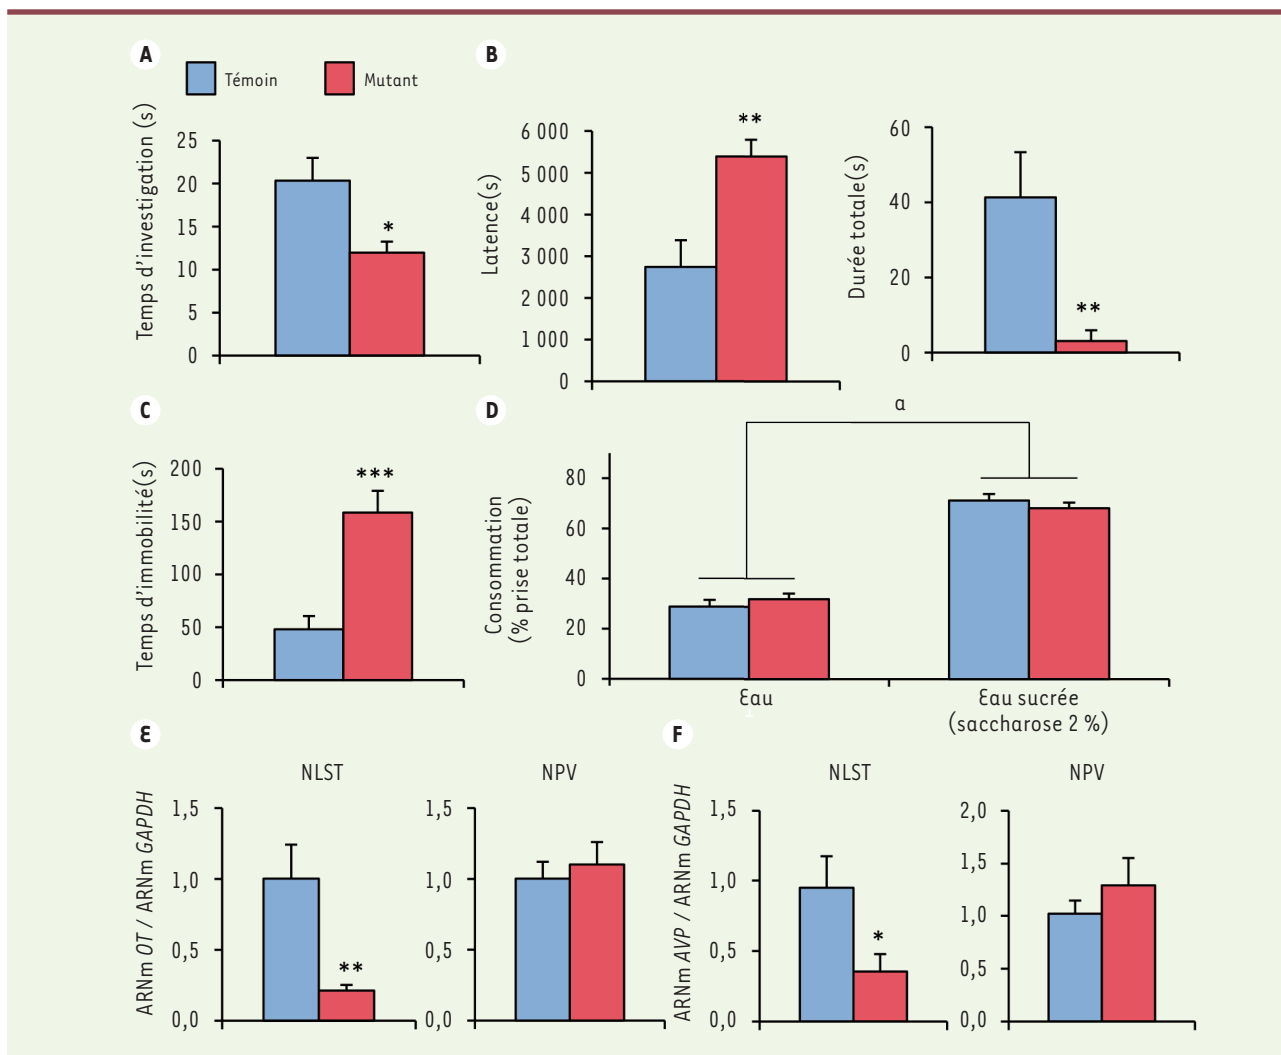 A
Témoin
Mutant
Temps d'investigation (s)
25
20
15
10
5
0
*
B
Latence(s)
6 000
5 000
4 000
3 000
2 000
1 000
0
**
Durée totale(s)
60
40
20
0
**
C
Temps d'immobilité(s)
200
150
100
50
0
***
D
Consommation
(% prise totale)
80
60
40
20
0
a
Eau
Eau sucrée
(saccharose 2 %)
E
NLST
ARNm OT / ARNm GAPDH
1,5
1,0
0,5
0,0
**
NPV
1,5
1,0
0,5
0,0
F
NLST
ARNm AVP / ARNm GAPDH
1,5
1,0
0,5
0,0
*
NPV
2,0
1,5
1,0
0,5
0,0